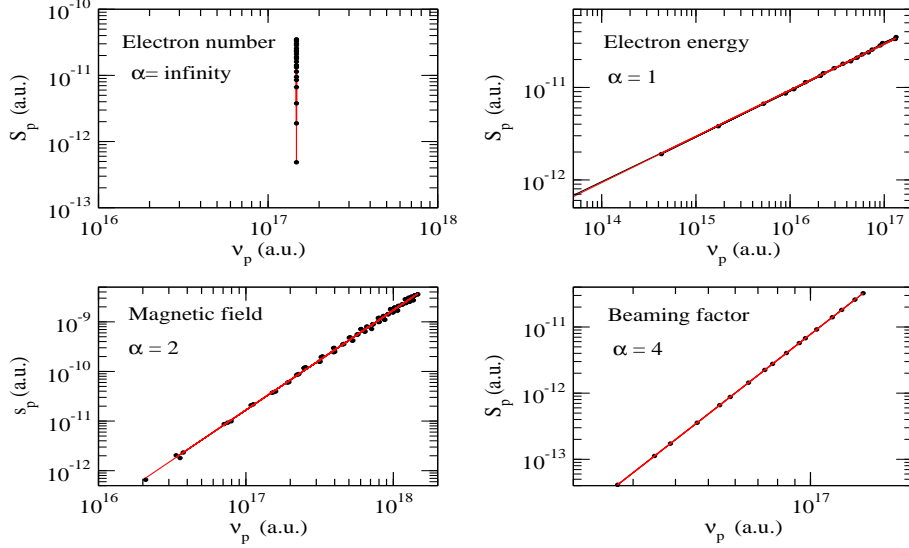 10^-10
10^-11
10^-12
10^-13
S_p (a.u.)
Electron number
α= infinity
10^16
10^17
10^18
ν_p (a.u.)
10^-11
10^-12
S_p (a.u.)
Electron energy
α = 1
10^14
10^15
10^16
10^17
ν_p (a.u.)
10^-9
10^-10
10^-11
10^-12
s_p (a.u.)
Magnetic field
α = 2
10^16
10^17
10^18
ν_p (a.u.)
10^-11
10^-12
10^-13
S_p (a.u.)
Beaming factor
α = 4
10^17
ν_p (a.u.)